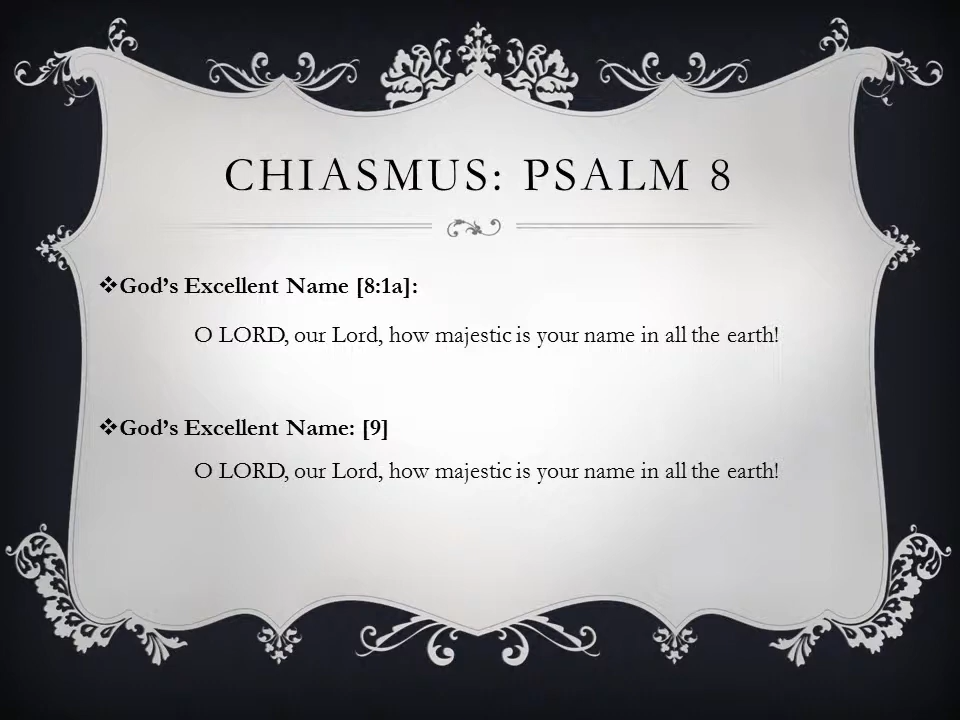 CHIASMUS: PSALM 8
❖God’s Excellent Name [8:1a]:
O LORD, our Lord, how majestic is your name in all the earth!
❖God’s Excellent Name: [9]
O LORD, our Lord, how majestic is your name in all the earth!